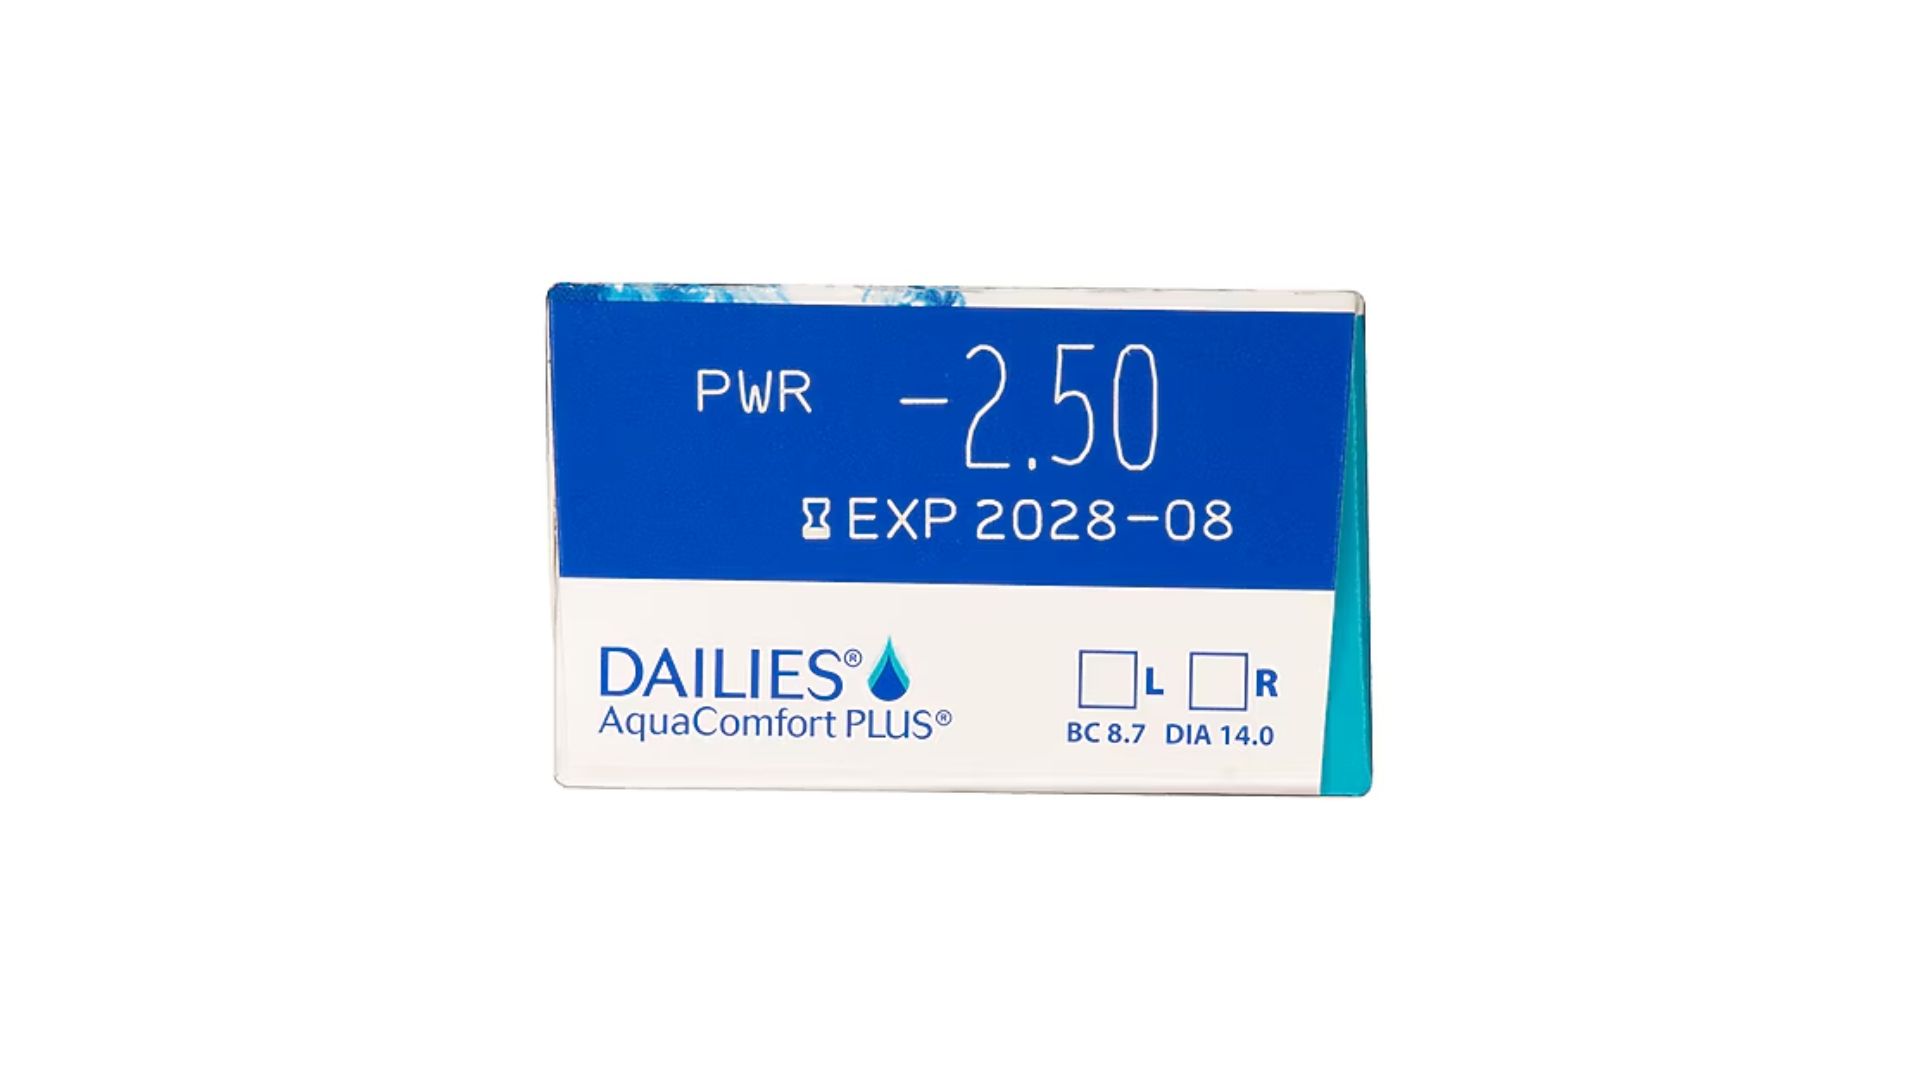 PWR -2.50
EXP 2028-08
DAILIES®
AquaComfort PLUS®
L R
BC 8.7 DIA 14.0